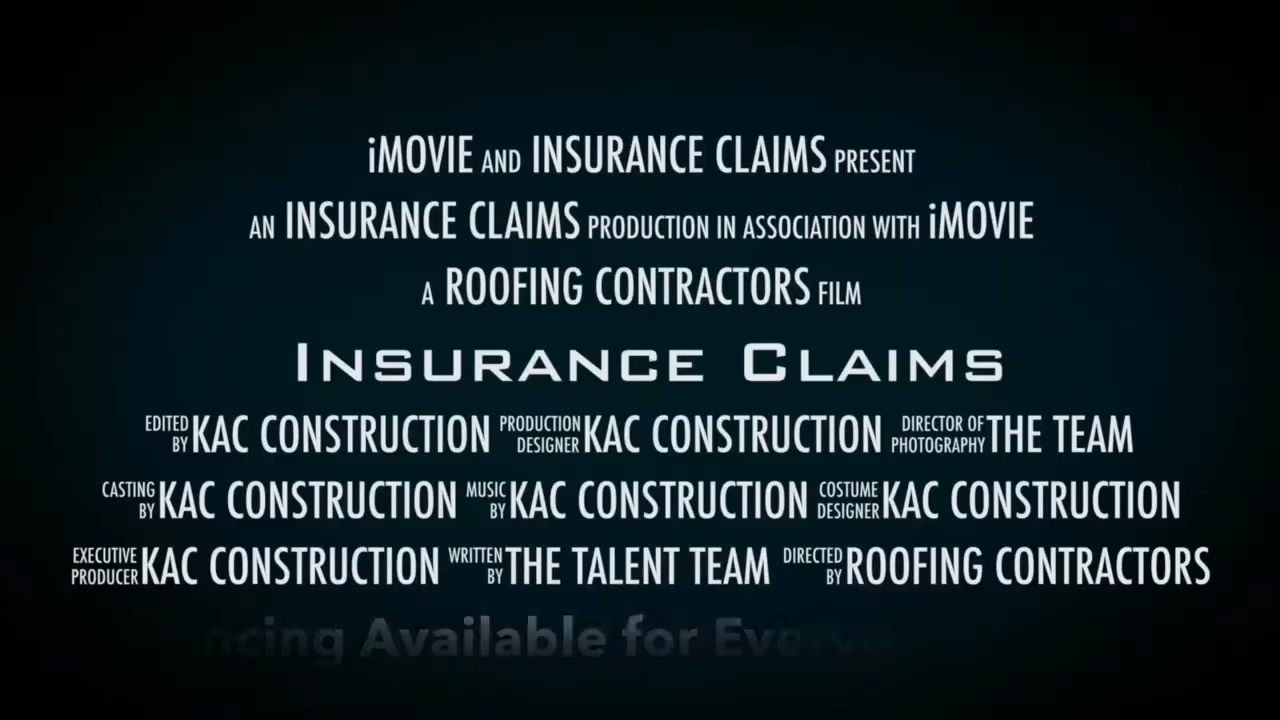 iMOVIE AND INSURANCE CLAIMS PRESENT
AN INSURANCE CLAIMS PRODUCTION IN ASSOCIATION WITH iMOVIE
A ROOFING CONTRACTORS FILM
INSURANCE CLAIMS
EDITED BY KAC CONSTRUCTION PRODUCTION DESIGNER KAC CONSTRUCTION DIRECTOR OF PHOTOGRAPHY THE TEAM
CASTING BY KAC CONSTRUCTION MUSIC BY KAC CONSTRUCTION COSTUME DESIGNER KAC CONSTRUCTION
EXECUTIVE PRODUCER KAC CONSTRUCTION WRITTEN BY THE TALENT TEAM DIRECTED BY ROOFING CONTRACTORS
Available for